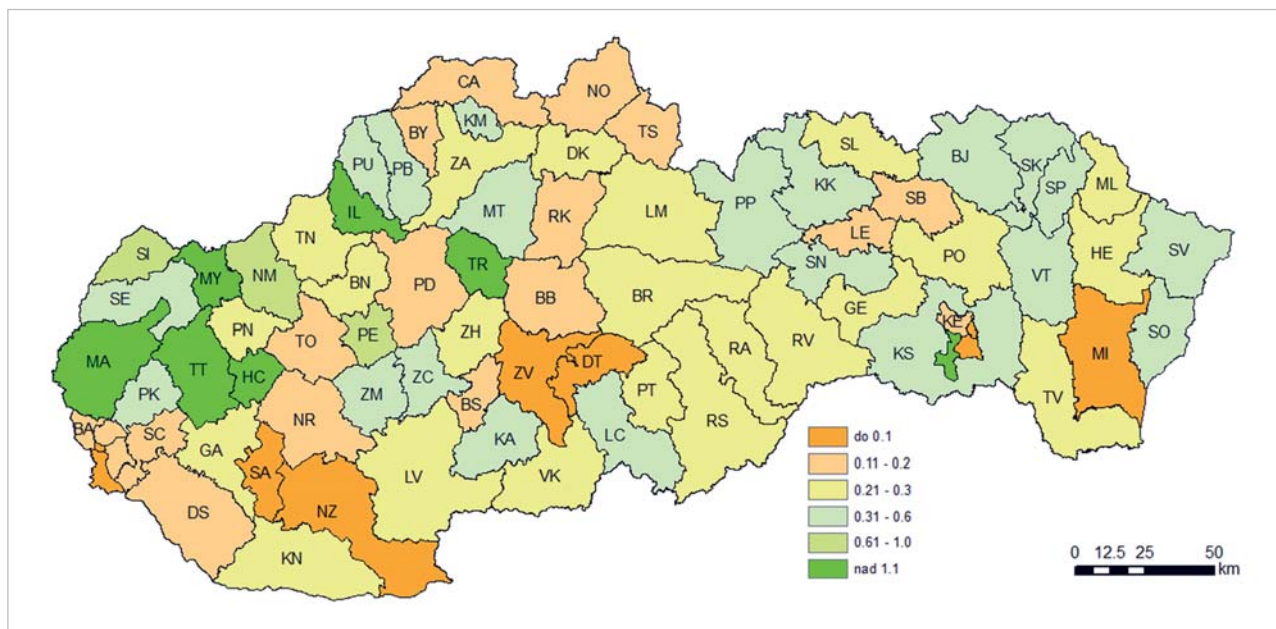 CA
NO
TS
KM
BY
PU
PB
ZA
DK
SL
BJ
SK
SP
ML
KK
PP
SB
IL
MT
RK
LM
LE
PO
HE
SV
TN
SI
MY
NM
TR
SN
VT
SE
BN
PD
BB
BR
GE
SO
PN
TO
PE
ZH
RA
RV
KE
MA
TT
HC
ZV
DT
KS
MI
PK
ZM
ZC
PT
BS
TV
BA
SC
NR
RS
GA
KA
LC
SA
LV
VK
DS
NZ
KN
do 0.1
0.11 - 0.2
0.21 - 0.3
0.31 - 0.6
0.61 - 1.0
nad 1.1
0 12.5 25 50
km